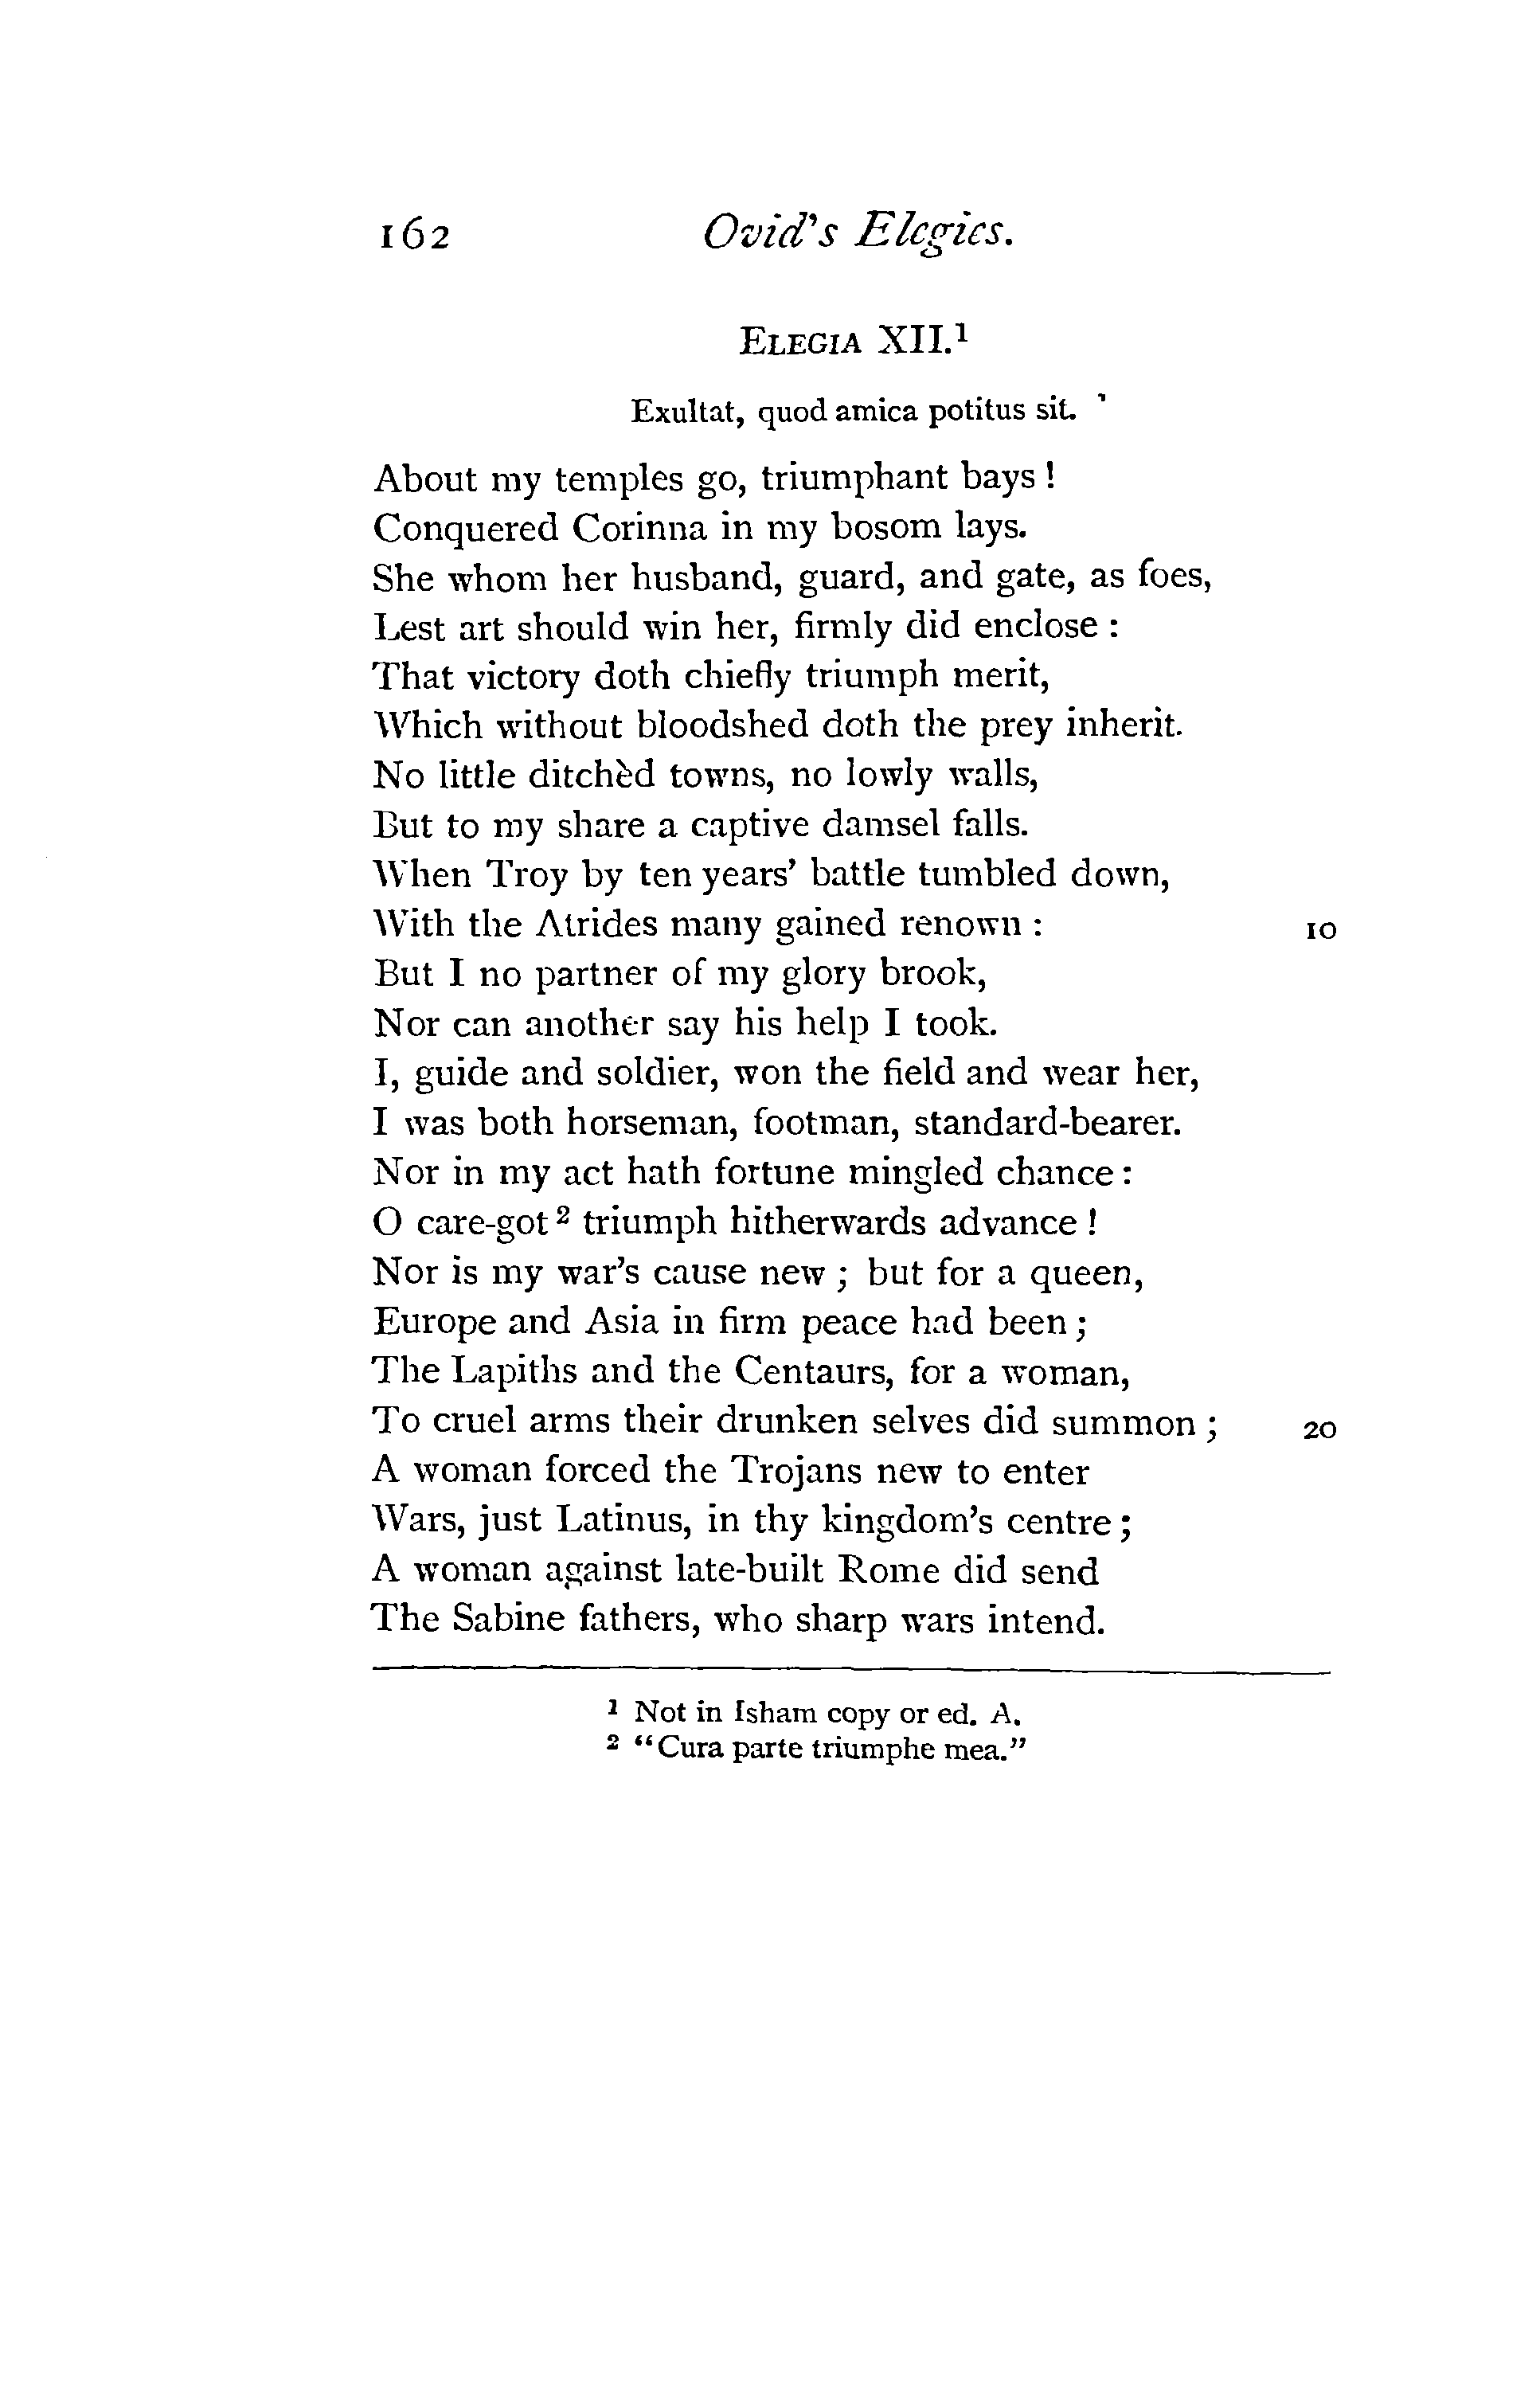 162 Ovid's Elegies.
ELEGIA XII.¹
Exultat, quod amica potitus sit.
About my temples go, triumphant bays !
Conquered Corinna in my bosom lays.
She whom her husband, guard, and gate, as foes,
Lest art should win her, firmly did enclose :
That victory doth chiefly triumph merit,
Which without bloodshed doth the prey inherit.
No little ditchèd towns, no lowly walls,
But to my share a captive damsel falls.
When Troy by ten years' battle tumbled down,
With the Atrides many gained renown : 10
But I no partner of my glory brook,
Nor can another say his help I took.
I, guide and soldier, won the field and wear her,
I was both horseman, footman, standard-bearer.
Nor in my act hath fortune mingled chance :
O care-got ² triumph hitherwards advance !
Nor is my war's cause new ; but for a queen,
Europe and Asia in firm peace had been ;
The Lapiths and the Centaurs, for a woman,
To cruel arms their drunken selves did summon ; 20
A woman forced the Trojans new to enter
Wars, just Latinus, in thy kingdom's centre ;
A woman against late-built Rome did send
The Sabine fathers, who sharp wars intend.
¹ Not in Isham copy or ed. A.
² "Cura parte triumphe mea."